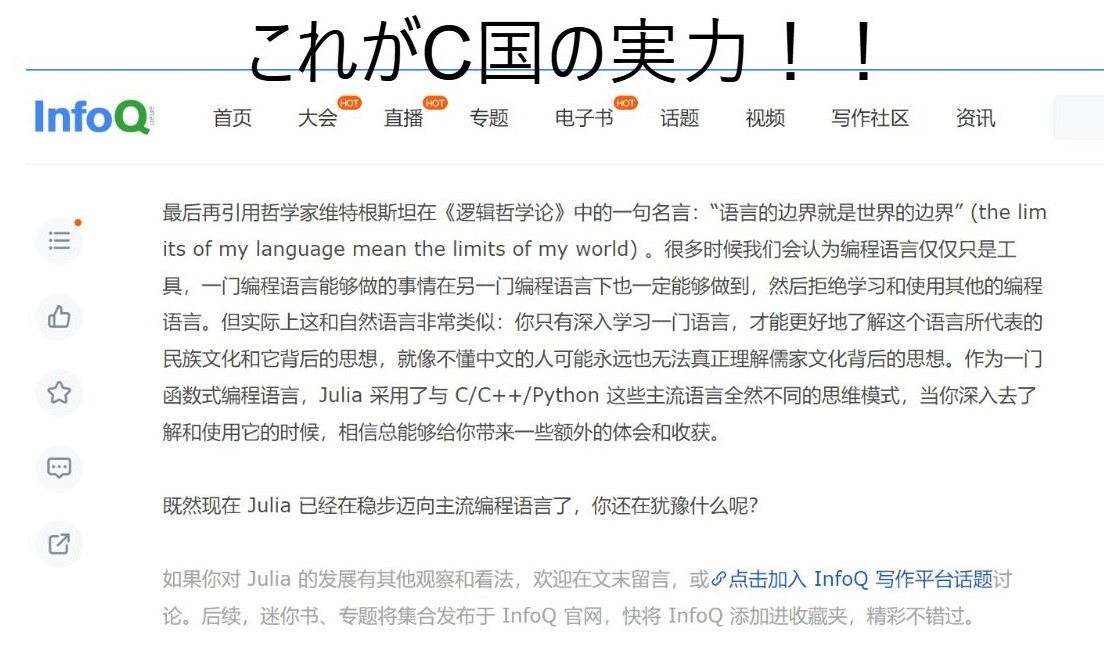 これがC国の実力！！
InfoQ 首页 大会 HOT 直播 HOT 专题 电子书 HOT 话题 视频 写作社区 资讯
最后再引用哲学家维特根斯坦在《逻辑哲学论》中的一句名言：“语言的边界就是世界的边界” (the lim
its of my language mean the limits of my world) 。很多时候我们会认为编程语言仅仅只是工
具，一门编程语言能够做的事情在另一门编程语言下也一定能够做到，然后拒绝学习和使用其他的编程
语言。但实际上这和自然语言非常类似：你只有深入学习一门语言，才能更好地了解这个语言所代表的
民族文化和它背后的思想，就像不懂中文的人可能永远也无法真正理解儒家文化背后的思想。作为一门
函数式编程语言，Julia 采用了与 C/C++/Python 这些主流语言全然不同的思维模式，当你深入去了
解和使用它的时候，相信总能够给你带来一些额外的体会和收获。
既然现在 Julia 已经在稳步迈向主流编程语言了，你还在犹豫什么呢？
如果你对 Julia 的发展有其他观察和看法，欢迎在文末留言，或点击加入 InfoQ 写作平台话题讨
论。后续，迷你书、专题将集合发布于 InfoQ 官网，快将 InfoQ 添加进收藏夹，精彩不错过。